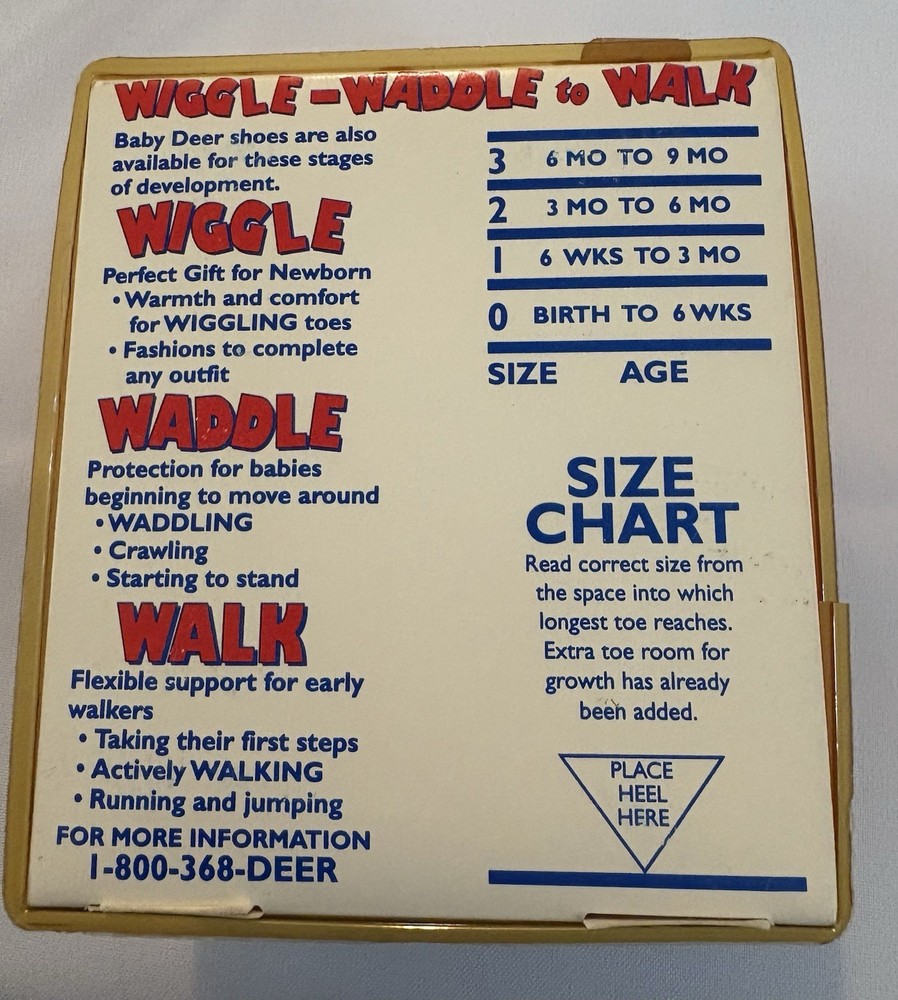 WIGGLE-WADDLE to WALK
Baby Deer shoes are also
available for these stages
of development.
WIGGLE
Perfect Gift for Newborn
• Warmth and comfort
for WIGGLING toes
• Fashions to complete
any outfit
WADDLE
Protection for babies
beginning to move around
• WADDLING
• Crawling
• Starting to stand
WALK
Flexible support for early
walkers
• Taking their first steps
• Actively WALKING
• Running and jumping
FOR MORE INFORMATION
1-800-368-DEER
3 6 MO TO 9 MO
2 3 MO TO 6 MO
1 6 WKS TO 3 MO
0 BIRTH TO 6 WKS
SIZE AGE
SIZE
CHART
Read correct size from
the space into which
longest toe reaches.
Extra toe room for
growth has already
been added.
PLACE
HEEL
HERE